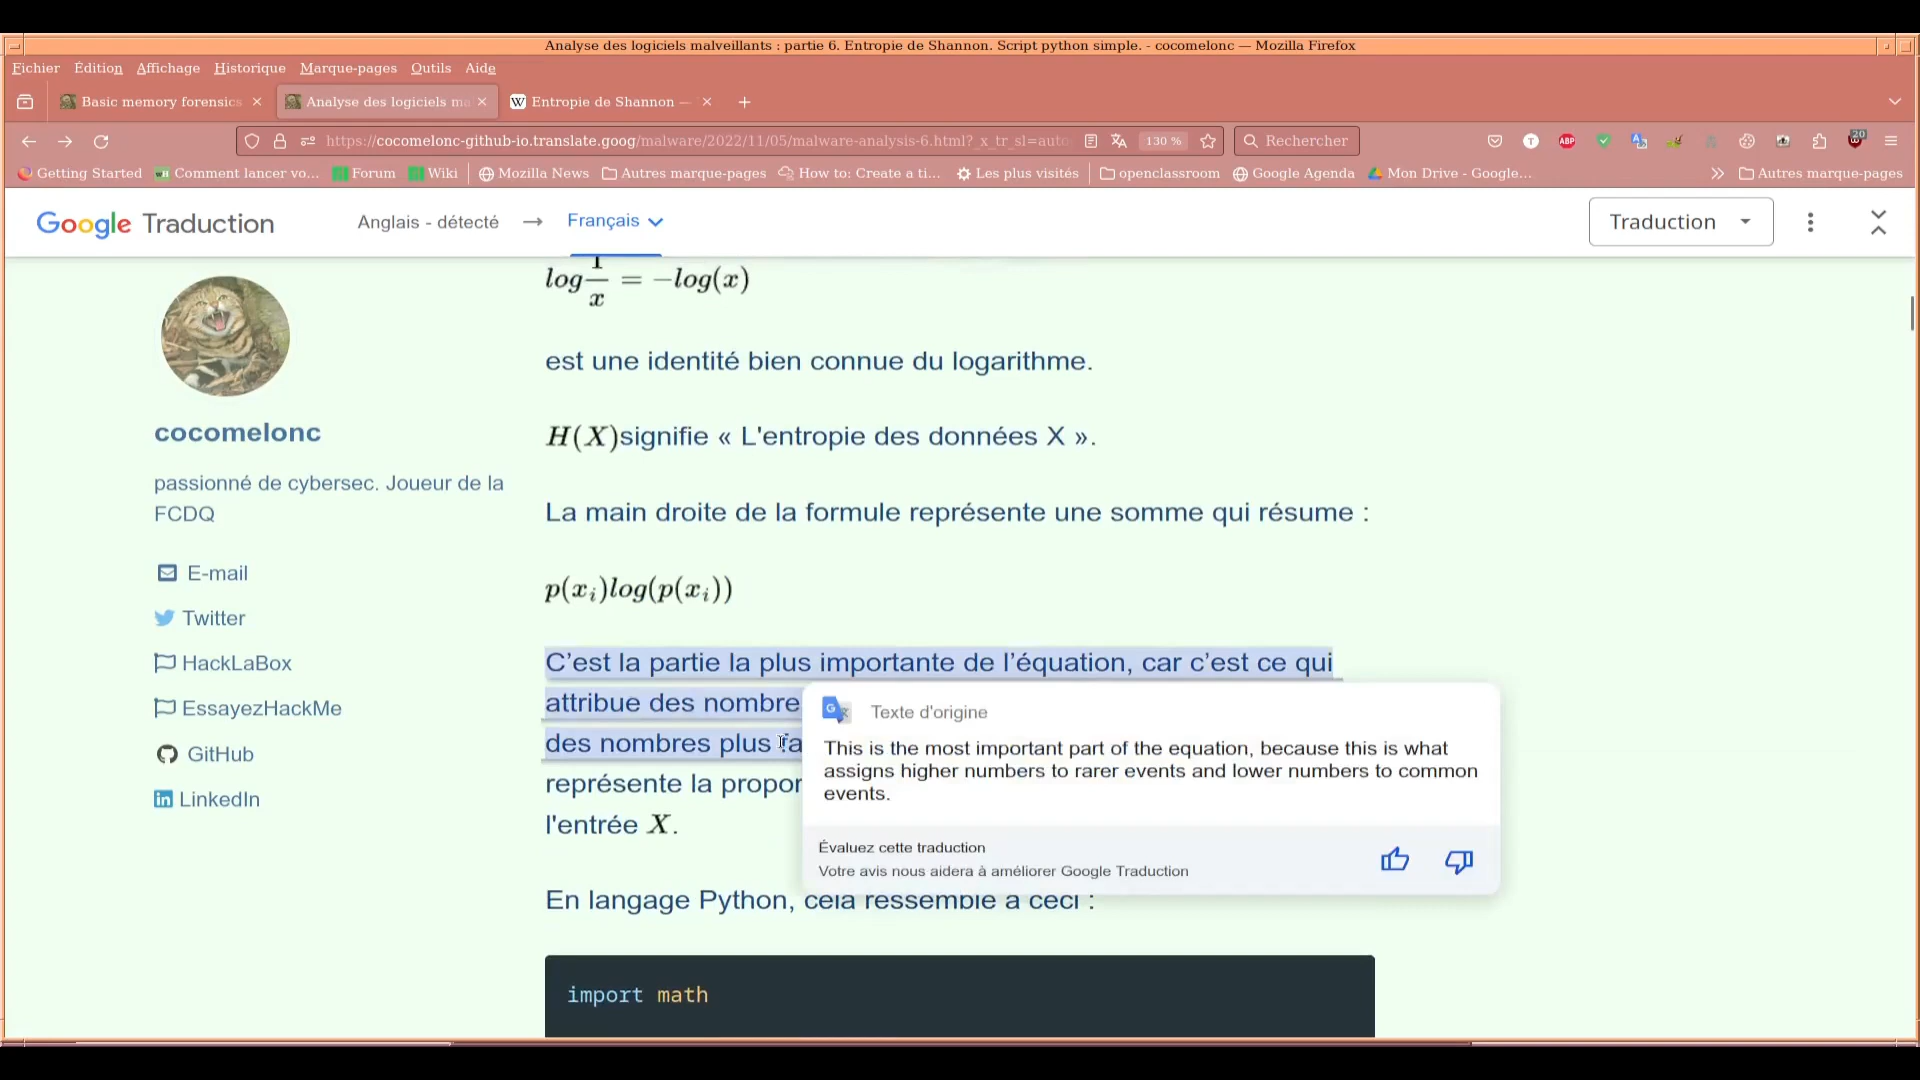 Analyse des logiciels malveillants : partie 6. Entropie de Shannon. Script python simple. - cocomelonc — Mozilla Firefox
Fichier Édition Affichage Historique Marque-pages Outils Aide
Basic memory forensics
Analyse des logiciels ma
Entropie de Shannon —
https://cocomelonc-github-io.translate.goog/malware/2022/11/05/malware-analysis-6.html?_x_tr_sl=auto
130 %
Rechercher
ABP
20
Getting Started
Comment lancer vo...
Forum
Wiki
Mozilla News
Autres marque-pages
How to: Create a ti...
Les plus visités
openclassroom
Google Agenda
Mon Drive - Google...
Autres marque-pages
Google Traduction
Anglais - détecté → Français
Traduction
log 1/x = −log(x)
est une identité bien connue du logarithme.
H(X)signifie « L'entropie des données X ».
La main droite de la formule représente une somme qui résume :
p(xi)log(p(xi))
C’est la partie la plus importante de l’équation, car c’est ce qui
attribue des nombre
des nombres plus fa
représente la propor
l'entrée X.
En langage Python, cela ressemble à ceci :
import math
cocomelonc
passionné de cybersec. Joueur de la
FCDQ
E-mail
Twitter
HackLaBox
EssayezHackMe
GitHub
LinkedIn
Texte d'origine
This is the most important part of the equation, because this is what
assigns higher numbers to rarer events and lower numbers to common
events.
Évaluez cette traduction
Votre avis nous aidera à améliorer Google Traduction